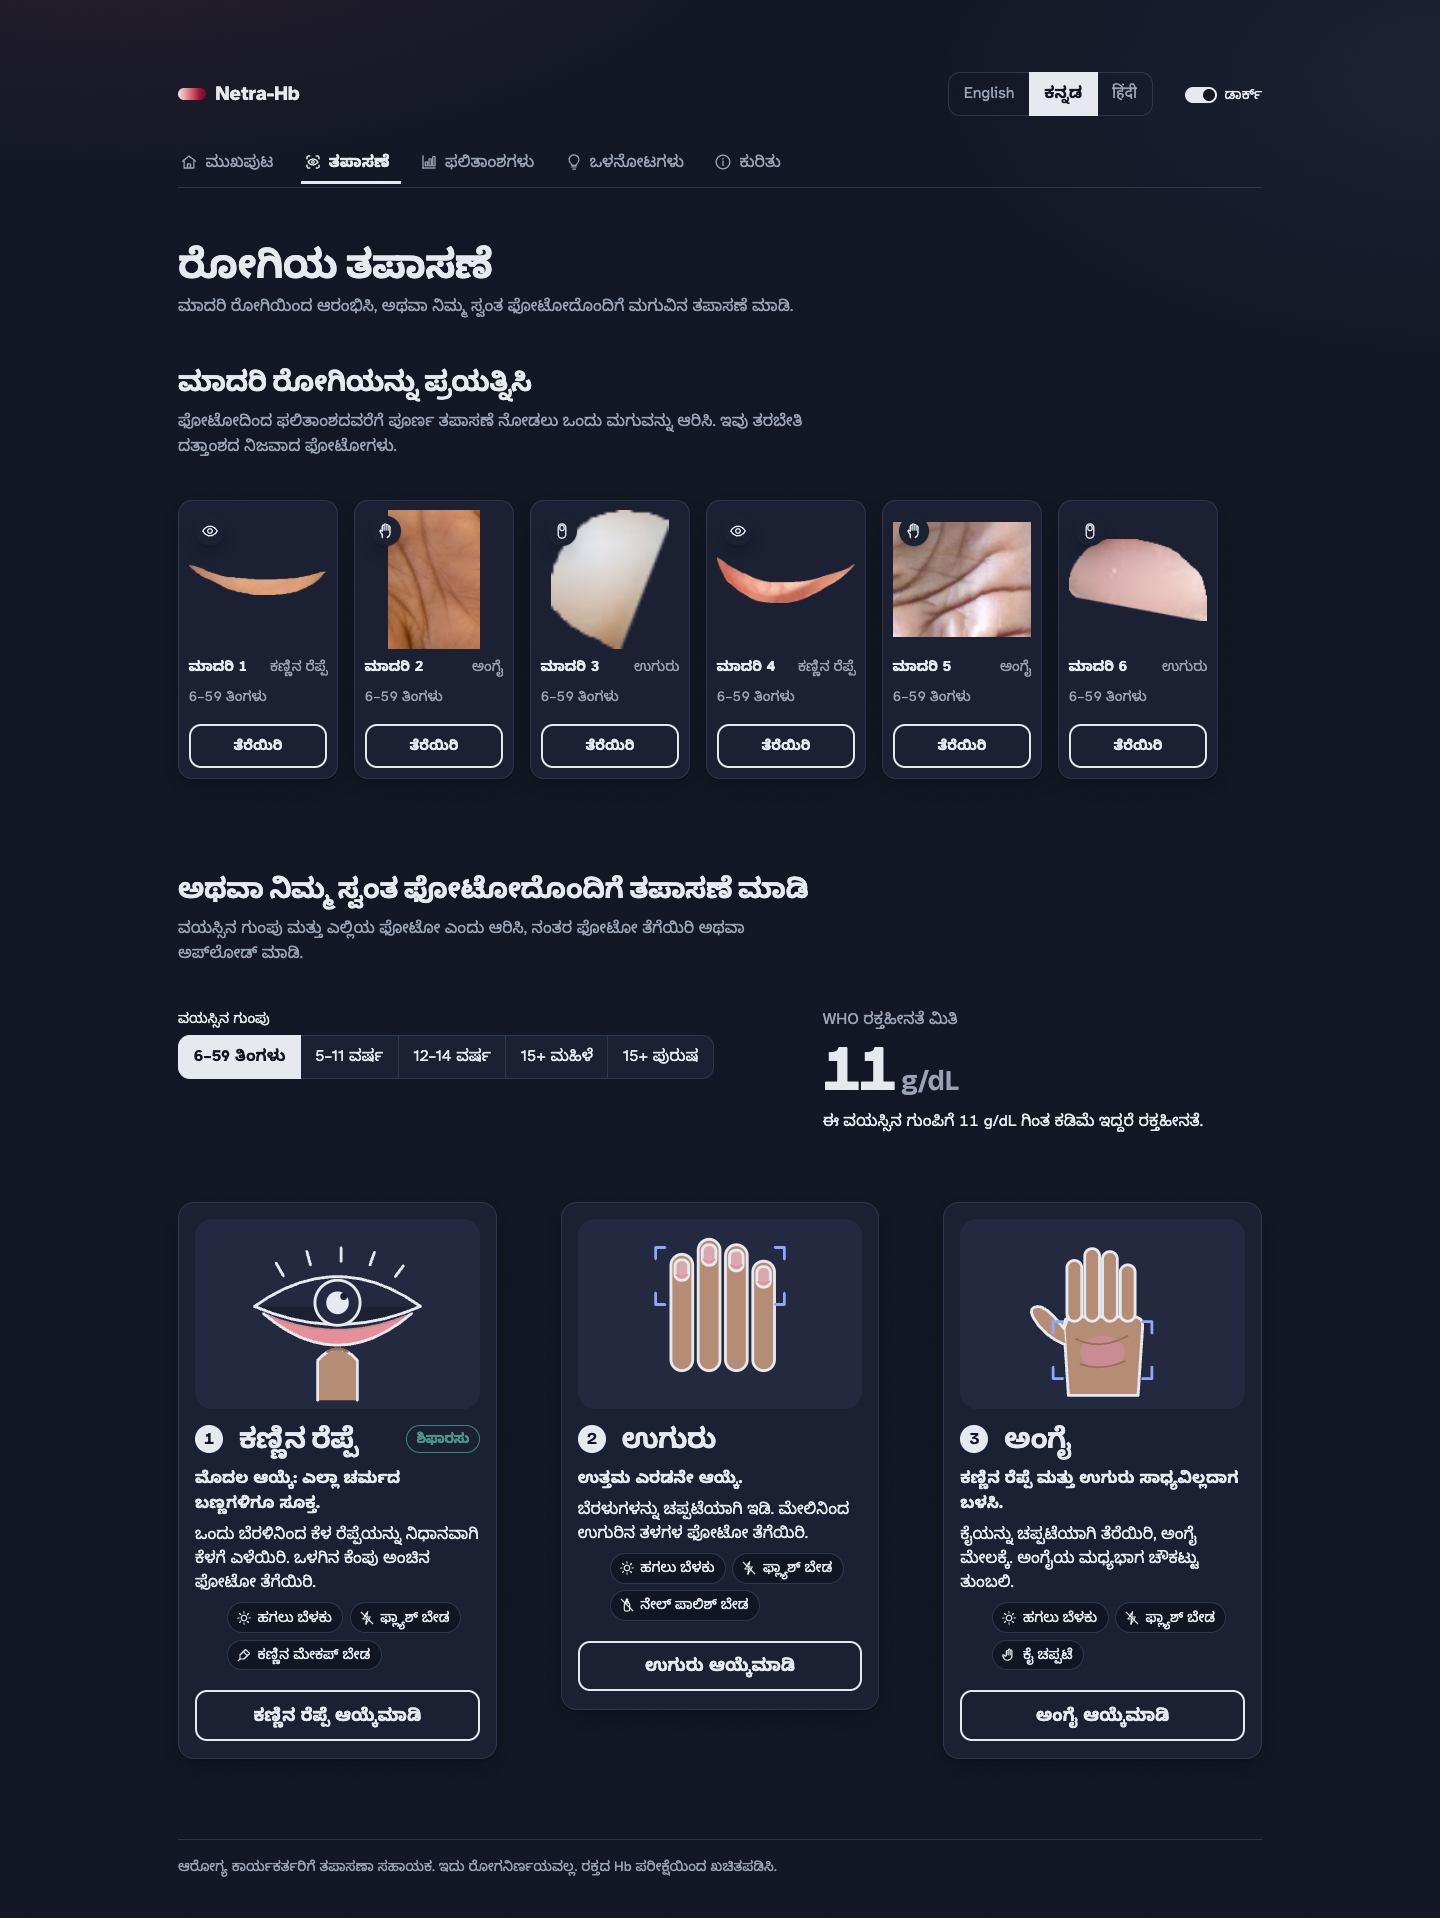 Netra-Hb
English
ಕನ್ನಡ
हिंदी
ಡಾರ್ಕ್
ಮುಖಪುಟ
ತಪಾಸಣೆ
ಫಲಿತಾಂಶಗಳು
ಒಳನೋಟಗಳು
ಕುರಿತು
ರೋಗಿಯ ತಪಾಸಣೆ
ಮಾದರಿ ರೋಗಿಯಿಂದ ಆರಂಭಿಸಿ, ಅಥವಾ ನಿಮ್ಮ ಸ್ವಂತ ಫೋಟೋದೊಂದಿಗೆ ಮಗುವಿನ ತಪಾಸಣೆ ಮಾಡಿ.
ಮಾದರಿ ರೋಗಿಯನ್ನು ಪ್ರಯತ್ನಿಸಿ
ಫೋಟೋದಿಂದ ಫಲಿತಾಂಶದವರೆಗೆ ಪೂರ್ಣ ತಪಾಸಣೆ ನೋಡಲು ಒಂದು ಮಗುವನ್ನು ಆರಿಸಿ. ಇವು ತರಬೇತಿ
ದತ್ತಾಂಶದ ನಿಜವಾದ ಫೋಟೋಗಳು.
ಮಾದರಿ 1 ಕಣ್ಣಿನ ರೆಪ್ಪೆ
6–59 ತಿಂಗಳು
ತೆರೆಯಿರಿ
ಮಾದರಿ 2 ಅಂಗೈ
6–59 ತಿಂಗಳು
ತೆರೆಯಿರಿ
ಮಾದರಿ 3 ಉಗುರು
6–59 ತಿಂಗಳು
ತೆರೆಯಿರಿ
ಮಾದರಿ 4 ಕಣ್ಣಿನ ರೆಪ್ಪೆ
6–59 ತಿಂಗಳು
ತೆರೆಯಿರಿ
ಮಾದರಿ 5 ಅಂಗೈ
6–59 ತಿಂಗಳು
ತೆರೆಯಿರಿ
ಮಾದರಿ 6 ಉಗುರು
6–59 ತಿಂಗಳು
ತೆರೆಯಿರಿ
ಅಥವಾ ನಿಮ್ಮ ಸ್ವಂತ ಫೋಟೋದೊಂದಿಗೆ ತಪಾಸಣೆ ಮಾಡಿ
ವಯಸ್ಸಿನ ಗುಂಪು ಮತ್ತು ಎಲ್ಲಿಯ ಫೋಟೋ ಎಂದು ಆರಿಸಿ, ನಂತರ ಫೋಟೋ ತೆಗೆಯಿರಿ ಅಥವಾ
ಅಪ್‌ಲೋಡ್ ಮಾಡಿ.
ವಯಸ್ಸಿನ ಗುಂಪು
6–59 ತಿಂಗಳು
5–11 ವರ್ಷ
12–14 ವರ್ಷ
15+ ಮಹಿಳೆ
15+ ಪುರುಷ
WHO ರಕ್ತಹೀನತೆ ಮಿತಿ
11 g/dL
ಈ ವಯಸ್ಸಿನ ಗುಂಪಿಗೆ 11 g/dL ಗಿಂತ ಕಡಿಮೆ ಇದ್ದರೆ ರಕ್ತಹೀನತೆ.
1 ಕಣ್ಣಿನ ರೆಪ್ಪೆ ಶಿಫಾರಸು
ಮೊದಲ ಆಯ್ಕೆ: ಎಲ್ಲಾ ಚರ್ಮದ
ಬಣ್ಣಗಳಿಗೂ ಸೂಕ್ತ.
ಒಂದು ಬೆರಳಿನಿಂದ ಕೆಳ ರೆಪ್ಪೆಯನ್ನು ನಿಧಾನವಾಗಿ
ಕೆಳಗೆ ಎಳೆಯಿರಿ. ಒಳಗಿನ ಕೆಂಪು ಅಂಚಿನ
ಫೋಟೋ ತೆಗೆಯಿರಿ.
ಹಗಲು ಬೆಳಕು
ಫ್ಲ್ಯಾಶ್ ಬೇಡ
ಕಣ್ಣಿನ ಮೇಕಪ್ ಬೇಡ
ಕಣ್ಣಿನ ರೆಪ್ಪೆ ಆಯ್ಕೆಮಾಡಿ
2 ಉಗುರು
ಉತ್ತಮ ಎರಡನೇ ಆಯ್ಕೆ.
ಬೆರಳುಗಳನ್ನು ಚಪ್ಪಟೆಯಾಗಿ ಇಡಿ. ಮೇಲಿನಿಂದ
ಉಗುರಿನ ತಳಗಳ ಫೋಟೋ ತೆಗೆಯಿರಿ.
ಹಗಲು ಬೆಳಕು
ಫ್ಲ್ಯಾಶ್ ಬೇಡ
ನೇಲ್ ಪಾಲಿಶ್ ಬೇಡ
ಉಗುರು ಆಯ್ಕೆಮಾಡಿ
3 ಅಂಗೈ
ಕಣ್ಣಿನ ರೆಪ್ಪೆ ಮತ್ತು ಉಗುರು ಸಾಧ್ಯವಿಲ್ಲದಾಗ
ಬಳಸಿ.
ಕೈಯನ್ನು ಚಪ್ಪಟೆಯಾಗಿ ತೆರೆಯಿರಿ, ಅಂಗೈ
ಮೇಲಕ್ಕೆ. ಅಂಗೈಯ ಮಧ್ಯಭಾಗ ಚೌಕಟ್ಟು
ತುಂಬಲಿ.
ಹಗಲು ಬೆಳಕು
ಫ್ಲ್ಯಾಶ್ ಬೇಡ
ಕೈ ಚಪ್ಪಟೆ
ಅಂಗೈ ಆಯ್ಕೆಮಾಡಿ
ಆರೋಗ್ಯ ಕಾರ್ಯಕರ್ತರಿಗೆ ತಪಾಸಣಾ ಸಹಾಯಕ. ಇದು ರೋಗನಿರ್ಣಯವಲ್ಲ. ರಕ್ತದ Hb ಪರೀಕ್ಷೆಯಿಂದ ಖಚಿತಪಡಿಸಿ.